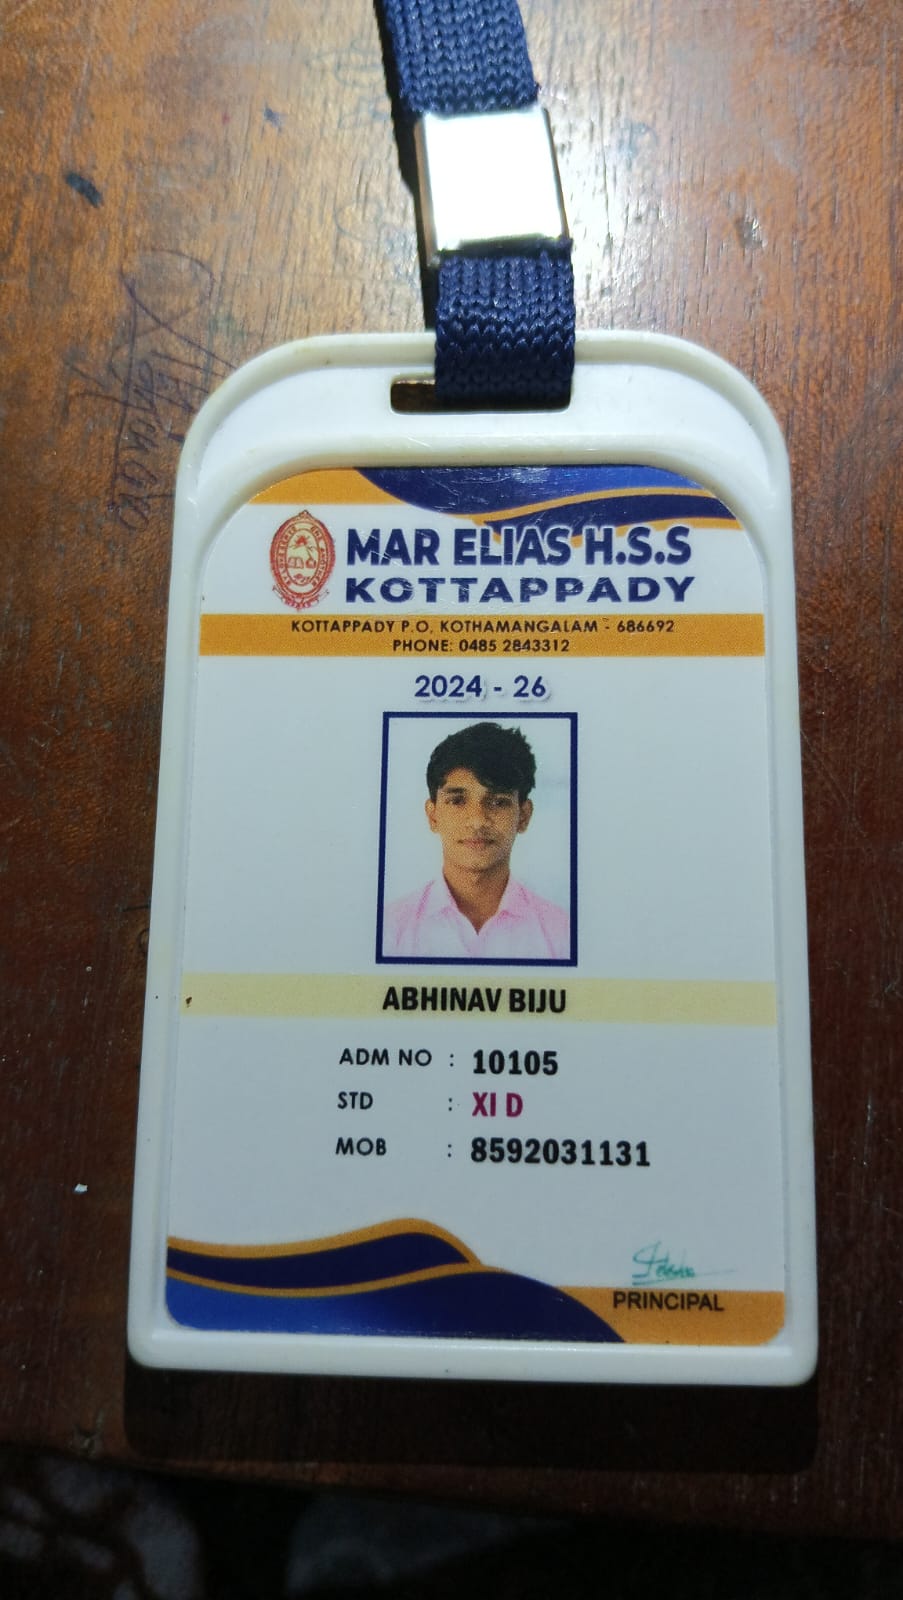 MAR ELIAS H.S.S
KOTTAPPADY
KOTTAPPADY P.O, KOTHAMANGALAM - 686692
PHONE: 0485 2843312
2024 - 26
ABHINAV BIJU
ADM NO : 10105
STD : XI D
MOB : 8592031131
PRINCIPAL